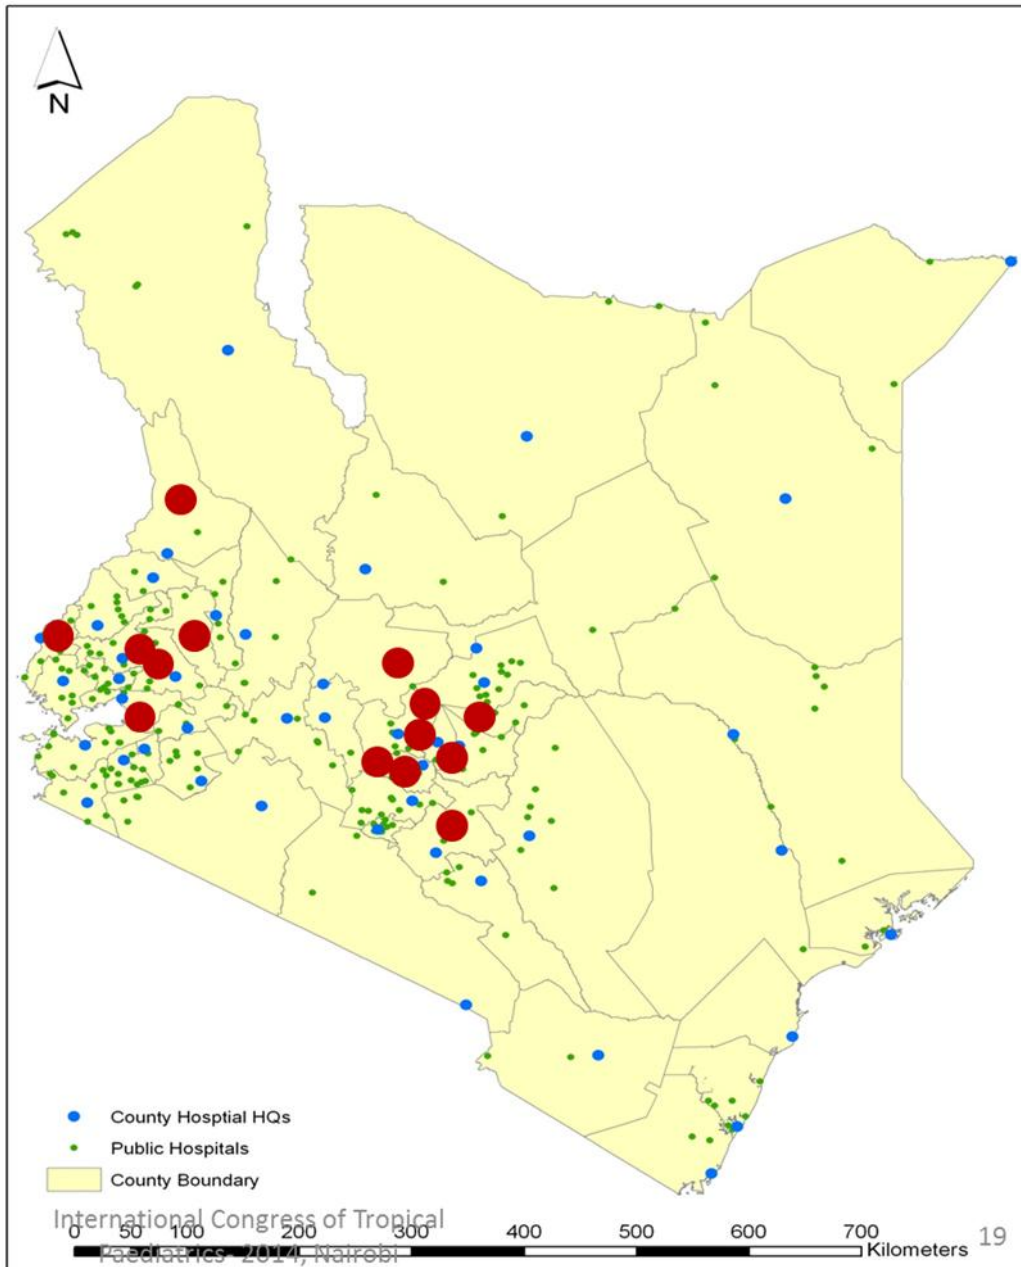 N
County Hosptial HQs
Public Hospitals
County Boundary
International Congress of Tropical
Paediatrics- 2014, Nairobi
0 50 100 200 300 400 500 600 700
Kilometers
19